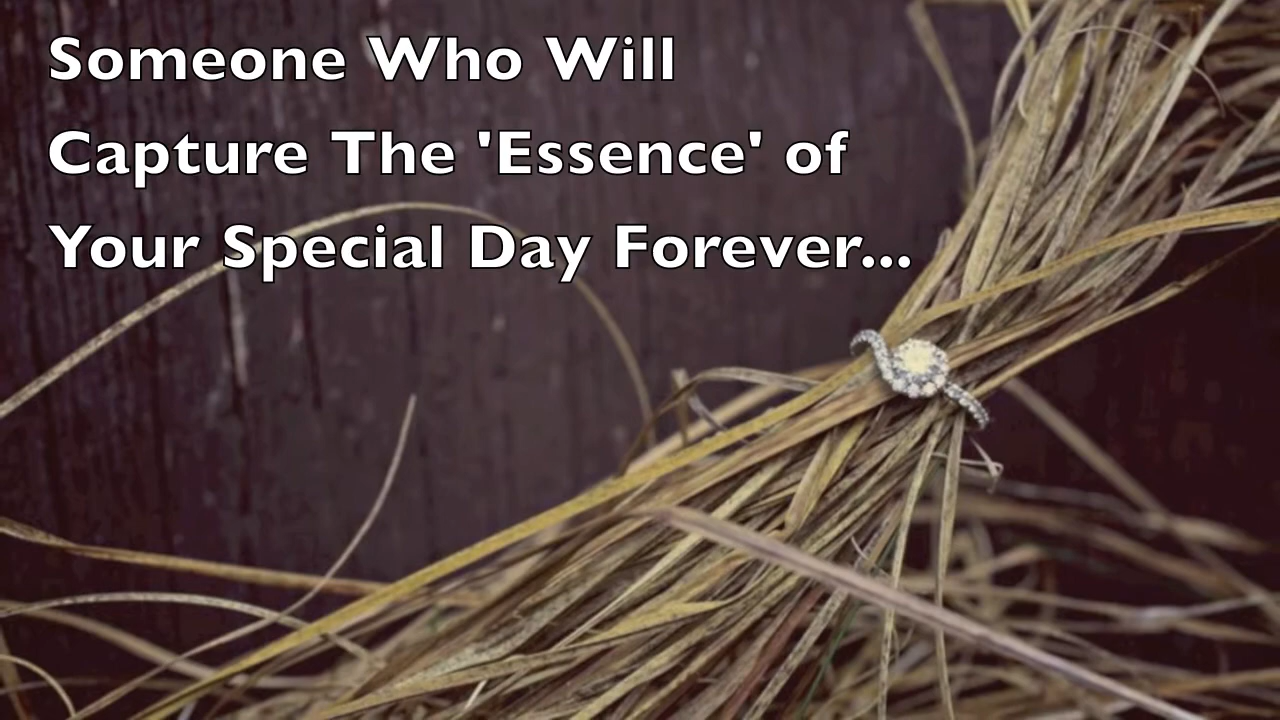 Someone Who Will
Capture The 'Essence' of
Your Special Day Forever...